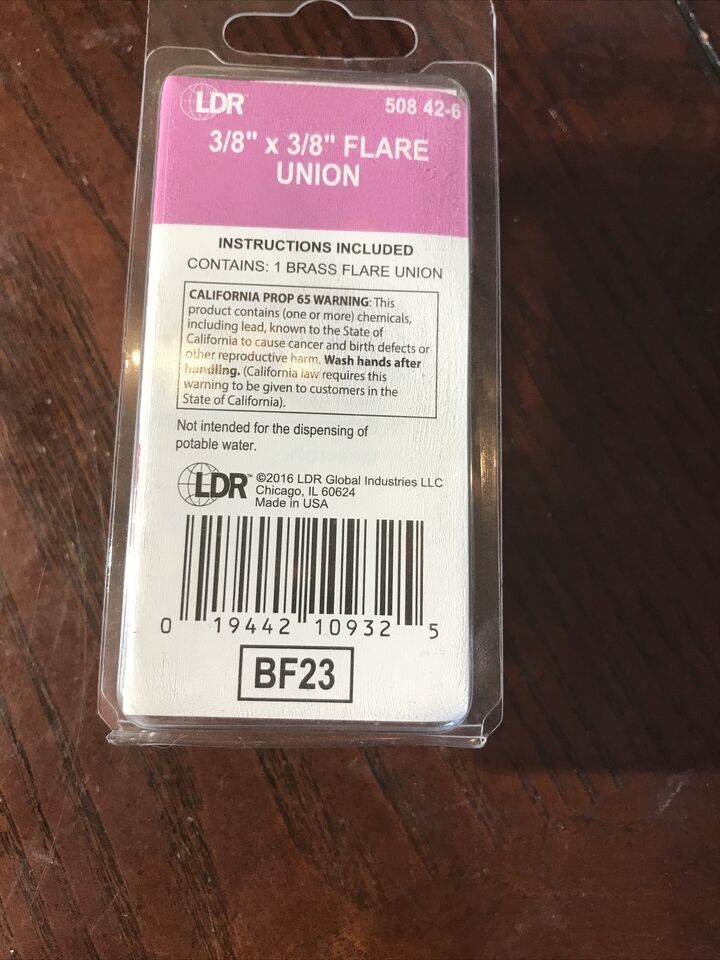 LDR™ 508 42-6
3/8" x 3/8" FLARE
UNION
INSTRUCTIONS INCLUDED
CONTAINS: 1 BRASS FLARE UNION
CALIFORNIA PROP 65 WARNING: This
product contains (one or more) chemicals,
including lead, known to the State of
California to cause cancer and birth defects or
other reproductive harm. Wash hands after
handling. (California law requires this
warning to be given to customers in the
State of California).
Not intended for the dispensing of
potable water.
LDR™ ©2016 LDR Global Industries LLC
Chicago, IL 60624
Made in USA
0 19442 10932 5
BF23